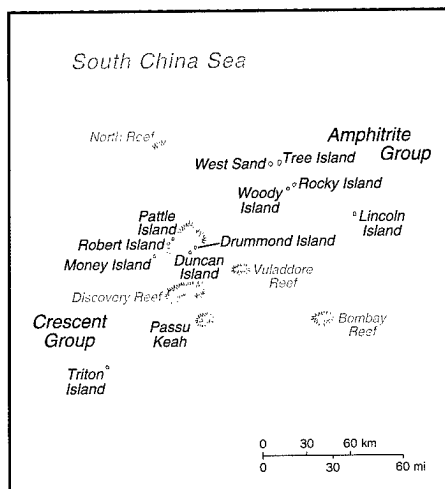 South China Sea
North Reef
Amphitrite
Group
West Sand
Tree Island
Woody
Island
Rocky Island
Lincoln
Island
Pattle
Island
Robert Island
Money Island
Drummond Island
Duncan
Island
Vuladdore
Reef
Discovery Reef
Crescent
Group
Passu
Keah
Bombay
Reef
Triton
Island
0 30 60 km
0 30 60 mi